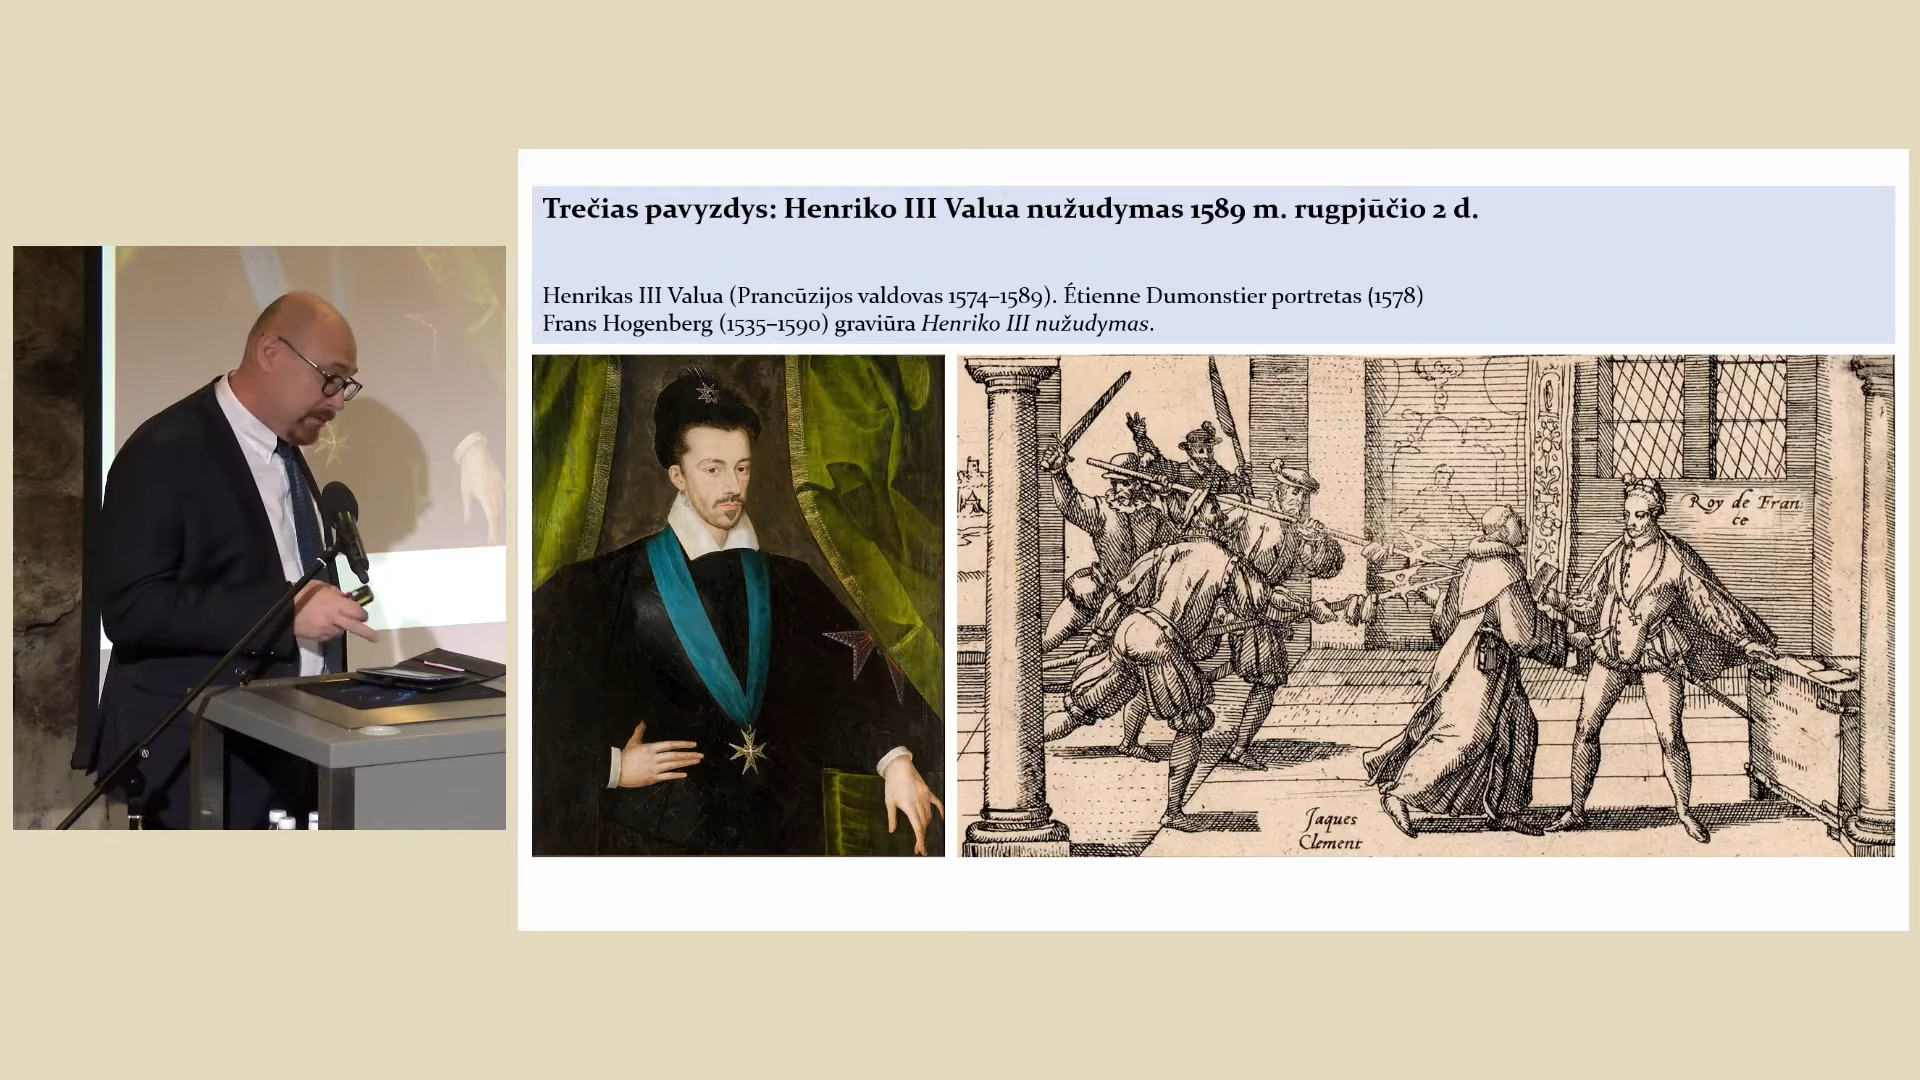 Trečias pavyzdys: Henriko III Valua nužudymas 1589 m. rugpjūčio 2 d.
Henrikas III Valua (Prancūzijos valdovas 1574–1589). Étienne Dumonstier portretas (1578)
Frans Hogenberg (1535–1590) graviūra Henriko III nužudymas.
Roy de Fran
ce
Jaques
Clement